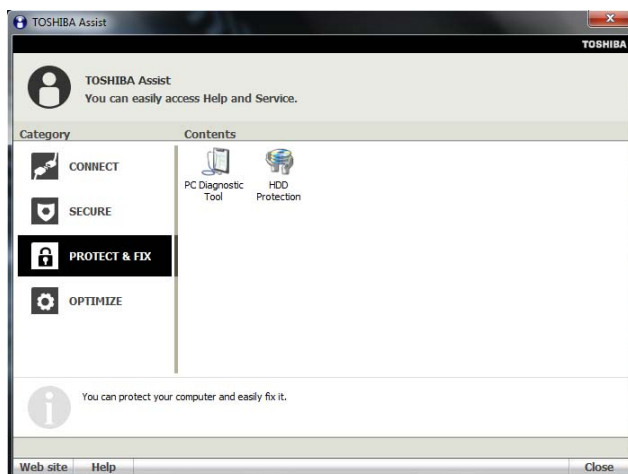 TOSHIBA Assist
TOSHIBA
TOSHIBA Assist
You can easily access Help and Service.
Category
Contents
CONNECT
SECURE
PROTECT & FIX
OPTIMIZE
PC Diagnostic
Tool
HDD
Protection
You can protect your computer and easily fix it.
Web site Help Close